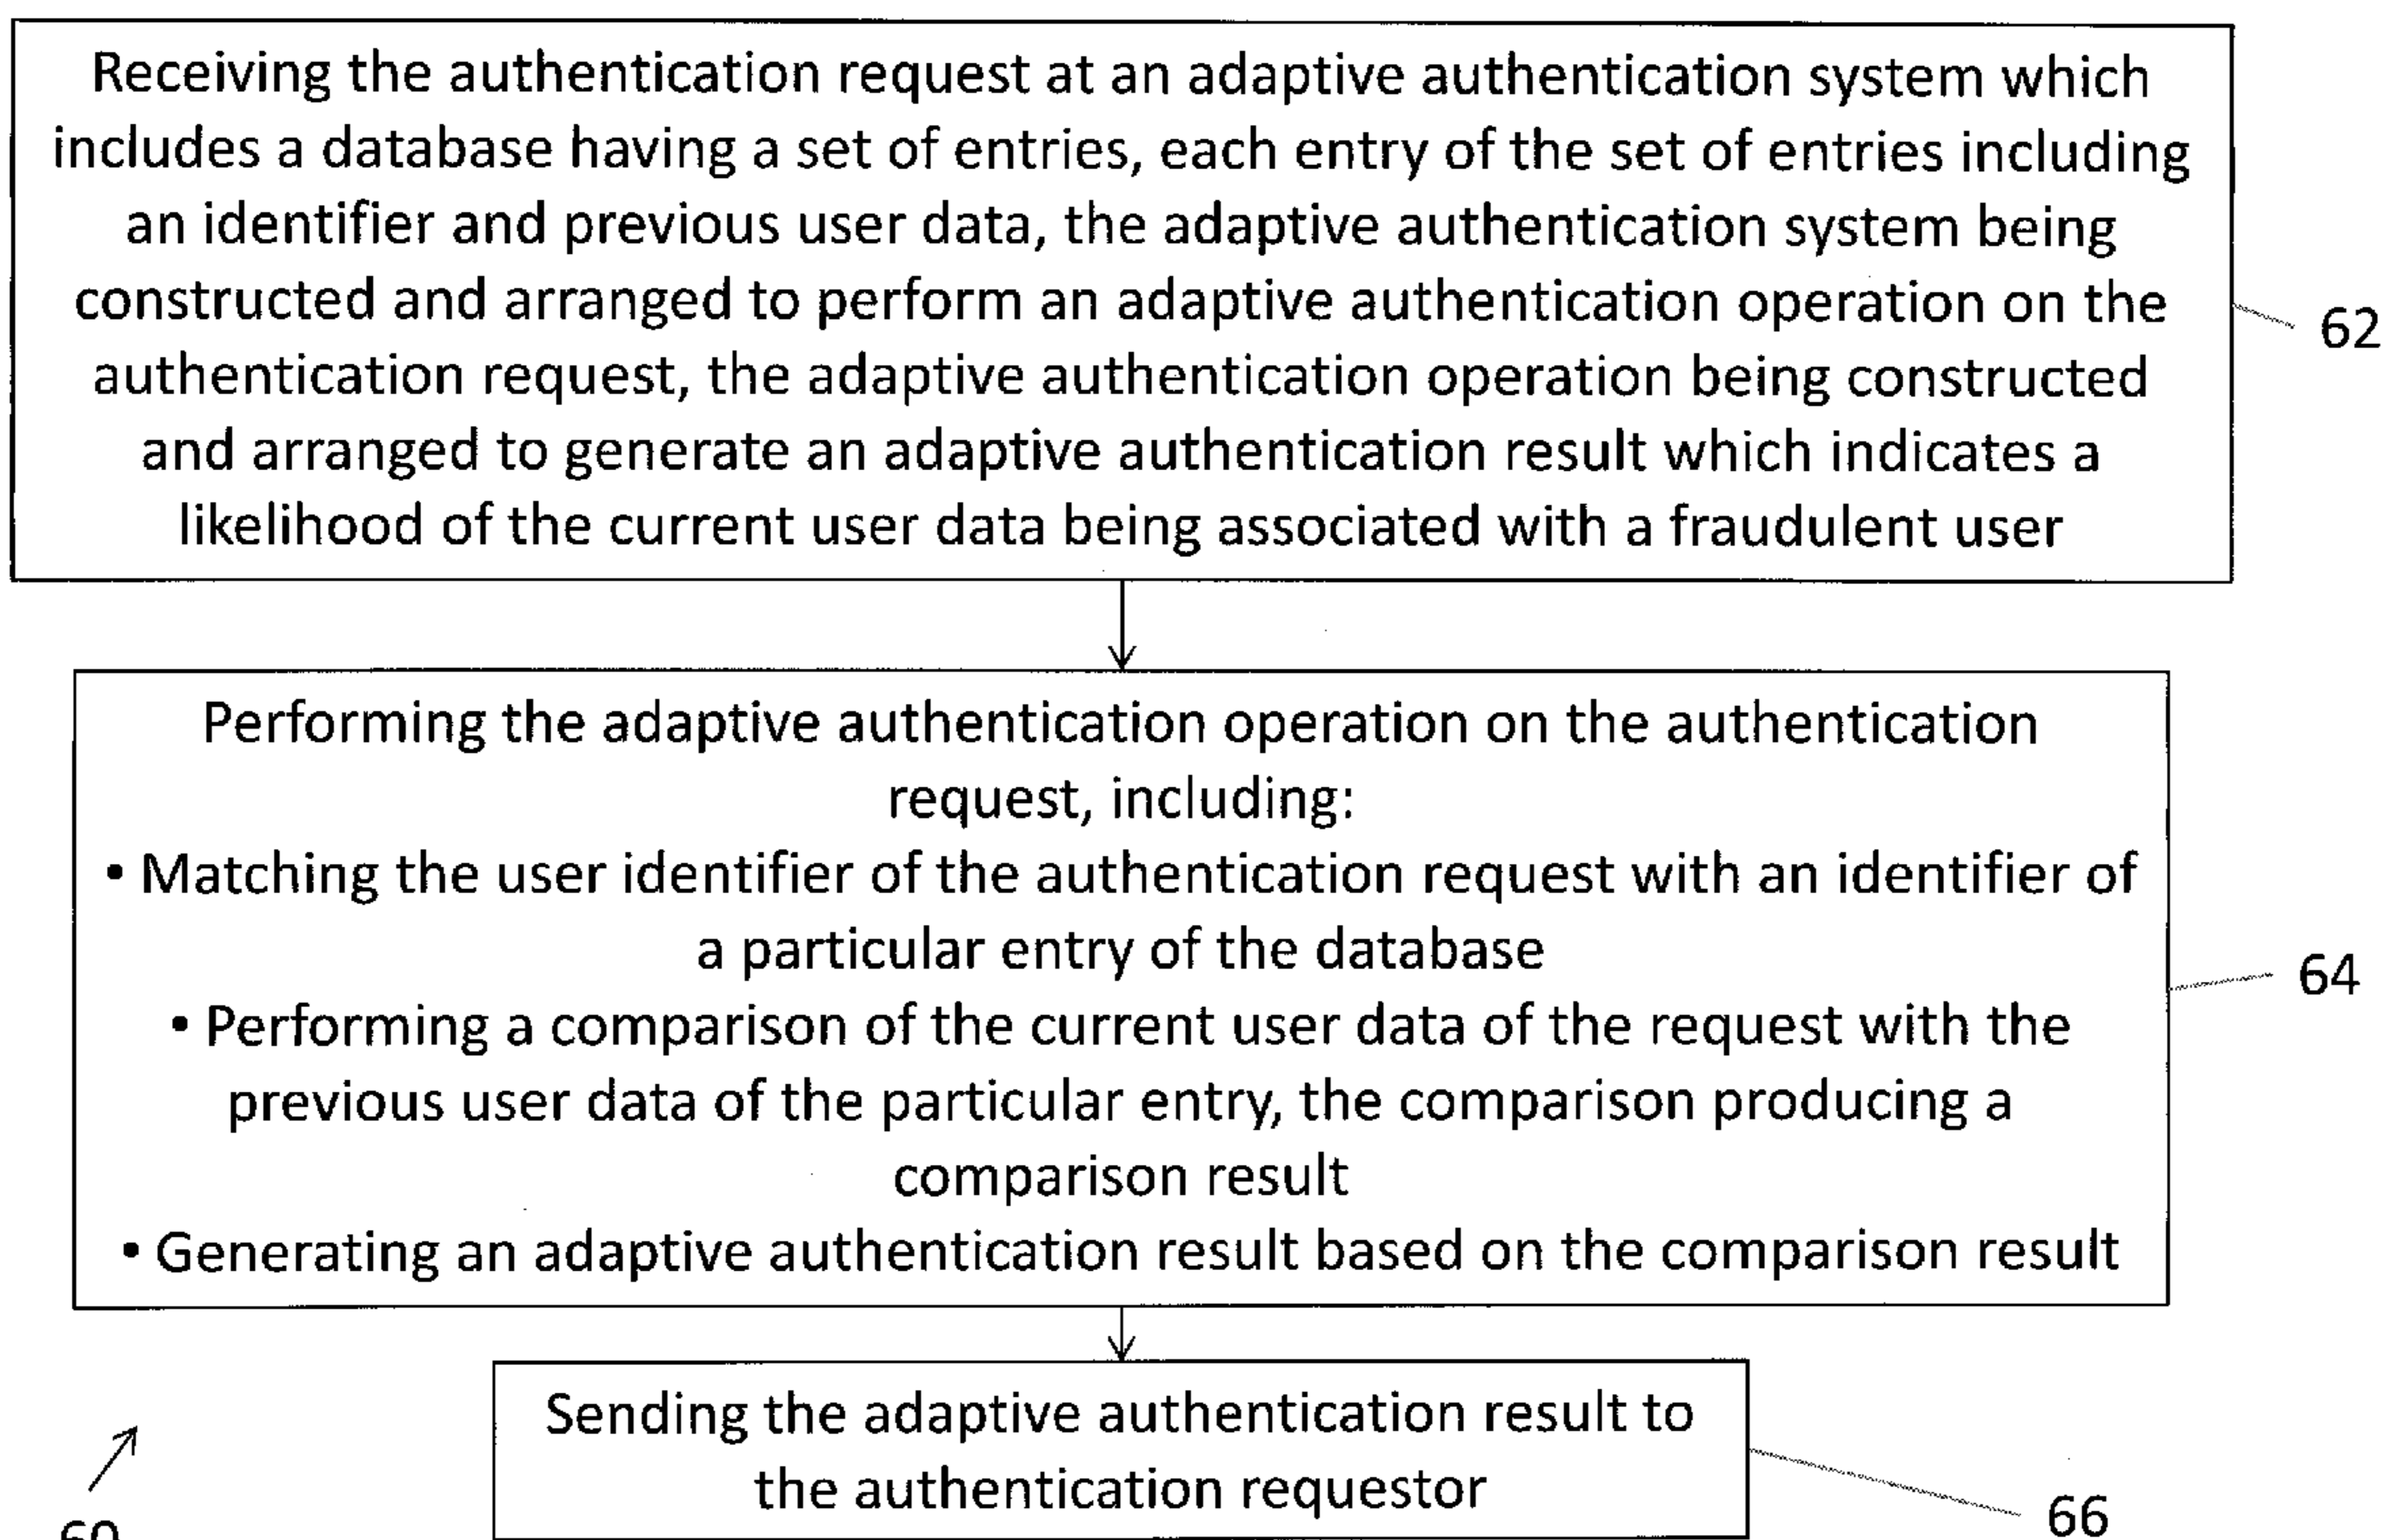 Receiving the authentication request at an adaptive authentication system which
includes a database having a set of entries, each entry of the set of entries including
an identifier and previous user data, the adaptive authentication system being
constructed and arranged to perform an adaptive authentication operation on the
authentication request, the adaptive authentication operation being constructed
and arranged to generate an adaptive authentication result which indicates a
likelihood of the current user data being associated with a fraudulent user
62
Performing the adaptive authentication operation on the authentication
request, including:
• Matching the user identifier of the authentication request with an identifier of
a particular entry of the database
• Performing a comparison of the current user data of the request with the
previous user data of the particular entry, the comparison producing a
comparison result
• Generating an adaptive authentication result based on the comparison result
64
Sending the adaptive authentication result to
the authentication requestor
66